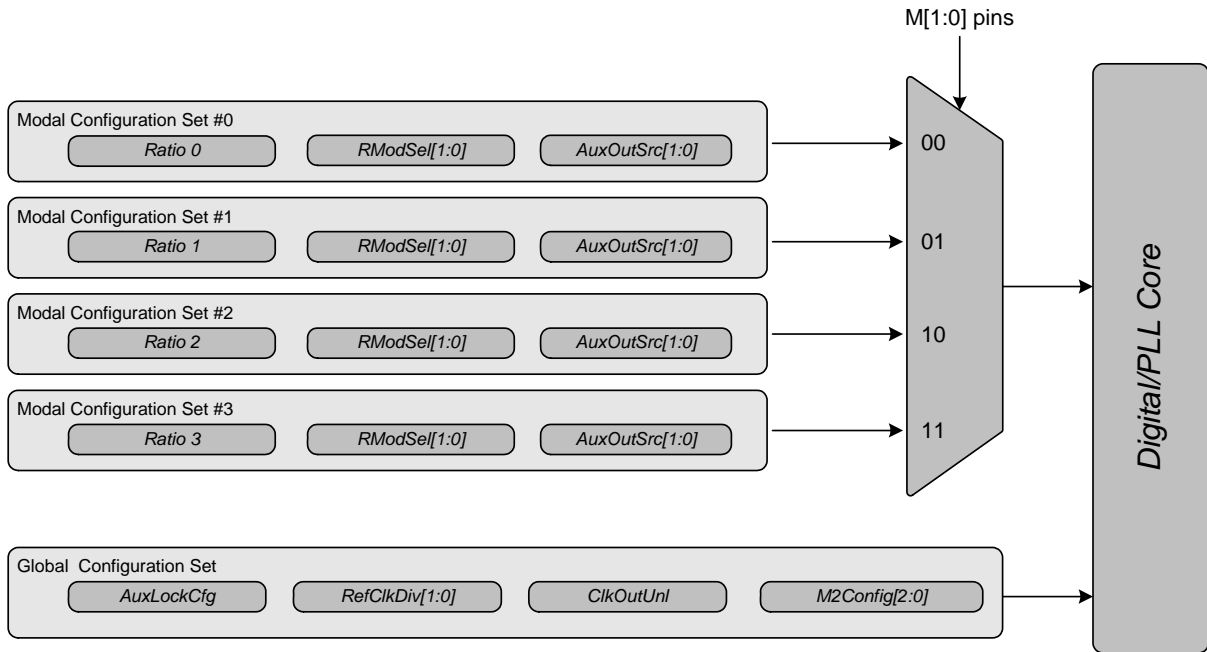 M[1:0] pins
Modal Configuration Set #0
Ratio 0 RModSel[1:0] AuxOutSrc[1:0]
00
Modal Configuration Set #1
Ratio 1 RModSel[1:0] AuxOutSrc[1:0]
01
Modal Configuration Set #2
Ratio 2 RModSel[1:0] AuxOutSrc[1:0]
10
Modal Configuration Set #3
Ratio 3 RModSel[1:0] AuxOutSrc[1:0]
11
Digital/PLL Core
Global Configuration Set
AuxLockCfg RefClkDiv[1:0] ClkOutUnl M2Config[2:0]